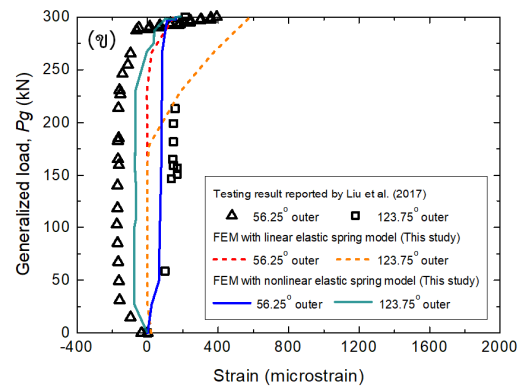 (ข)
300
250
200
150
100
50
0
Generalized load, Pg (kN)
Testing result reported by Liu et al. (2017)
56.25° outer 123.75° outer
FEM with linear elastic spring model (This study)
56.25° outer 123.75° outer
FEM with nonlinear elastic spring model (This study)
56.25° outer 123.75° outer
-400 0 400 800 1200 1600 2000
Strain (microstrain)